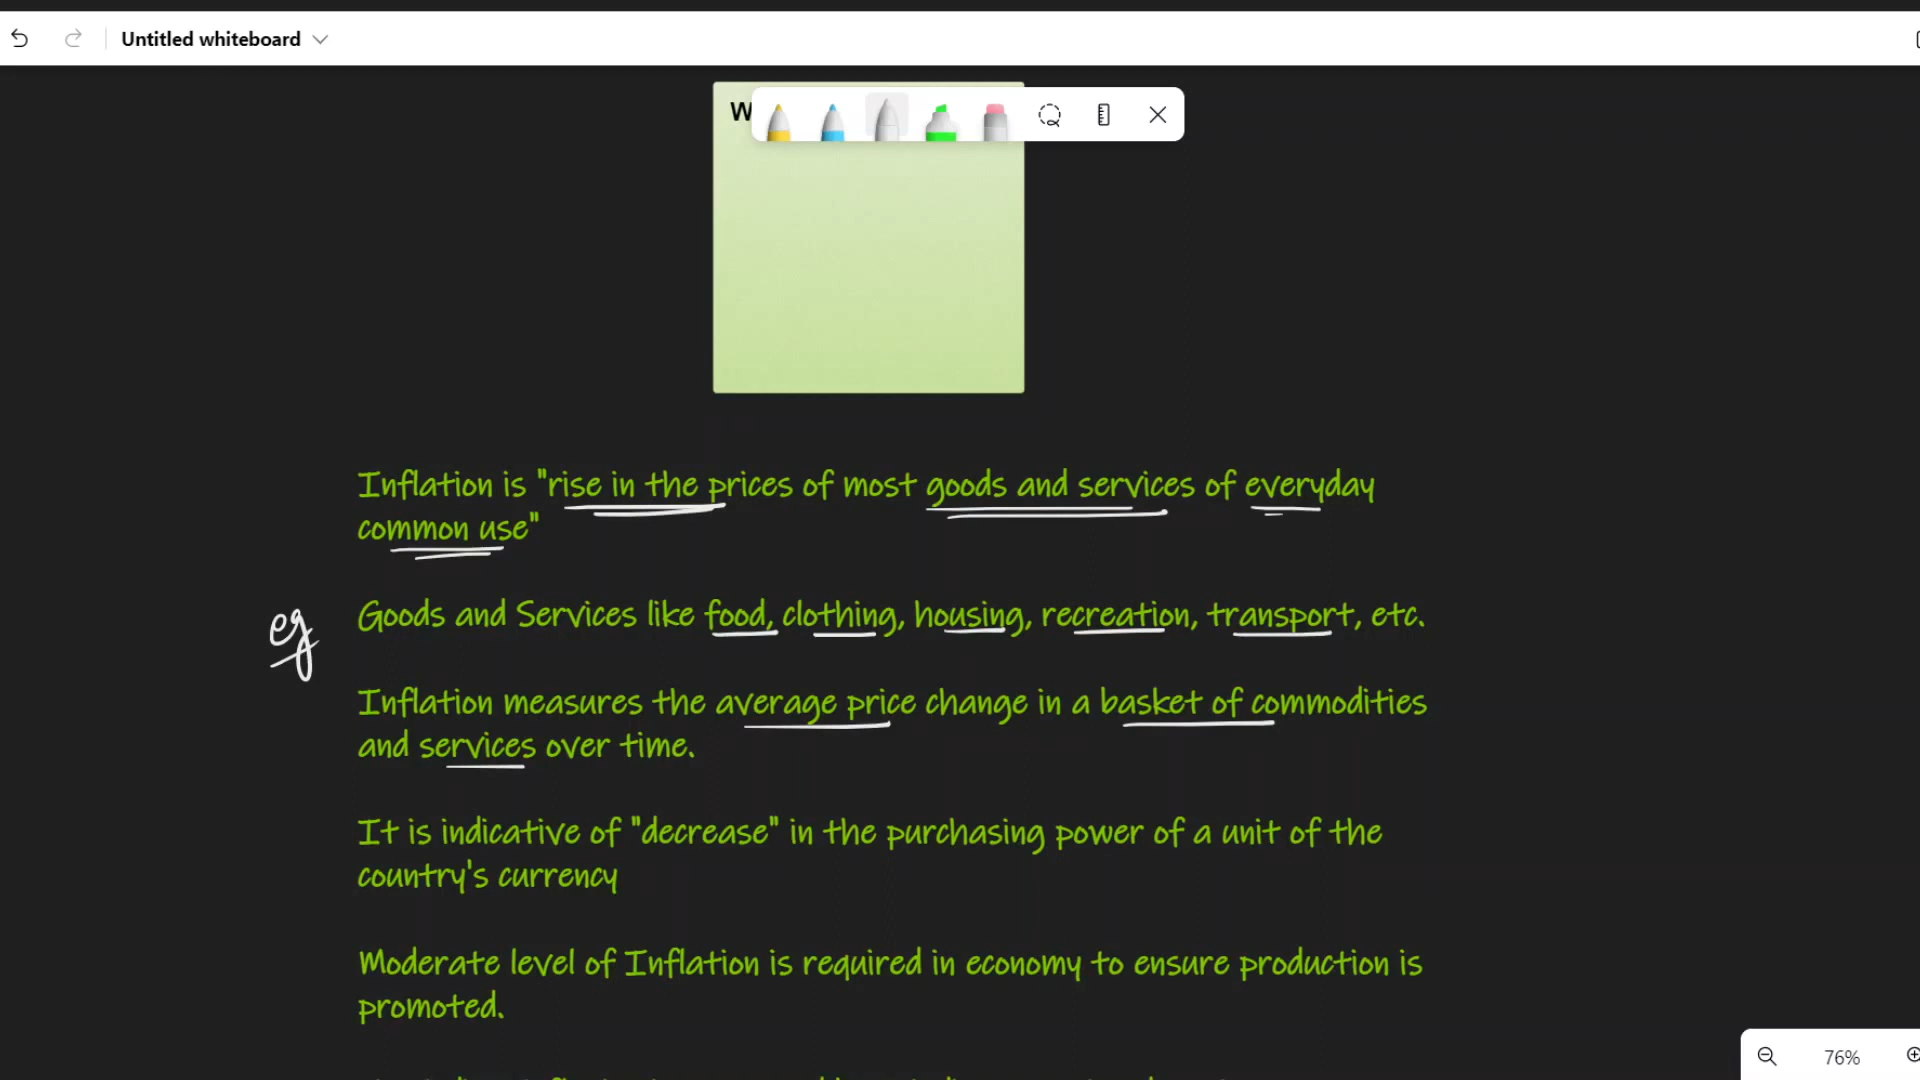 Untitled whiteboard
Inflation is "rise in the prices of most goods and services of everyday
common use"
eg
Goods and Services like food, clothing, housing, recreation, transport, etc.
Inflation measures the average price change in a basket of commodities
and services over time.
It is indicative of "decrease" in the purchasing power of a unit of the
country's currency
Moderate level of Inflation is required in economy to ensure production is
promoted.
76%